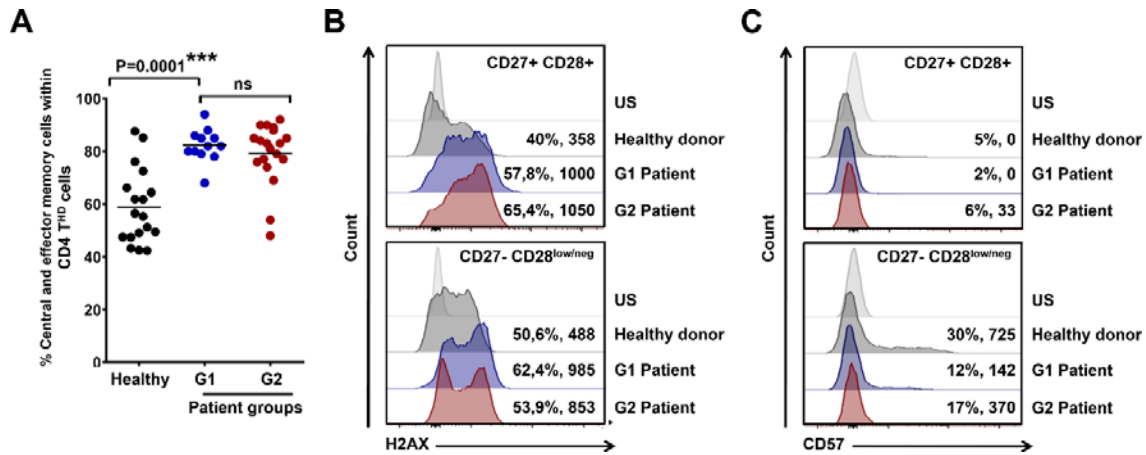 A
P=0.0001 ***
ns
% Central and effector memory cells within
CD4 Tᴴᴰ cells
100
80
60
40
20
0
Healthy
G1
G2
Patient groups
B
Count
CD27+ CD28+
US
40%, 358 Healthy donor
57,8%, 1000 G1 Patient
65,4%, 1050 G2 Patient
CD27- CD28low/neg
US
50,6%, 488 Healthy donor
62,4%, 985 G1 Patient
53,9%, 853 G2 Patient
H2AX
C
Count
CD27+ CD28+
US
5%, 0 Healthy donor
2%, 0 G1 Patient
6%, 33 G2 Patient
CD27- CD28low/neg
US
30%, 725 Healthy donor
12%, 142 G1 Patient
17%, 370 G2 Patient
CD57